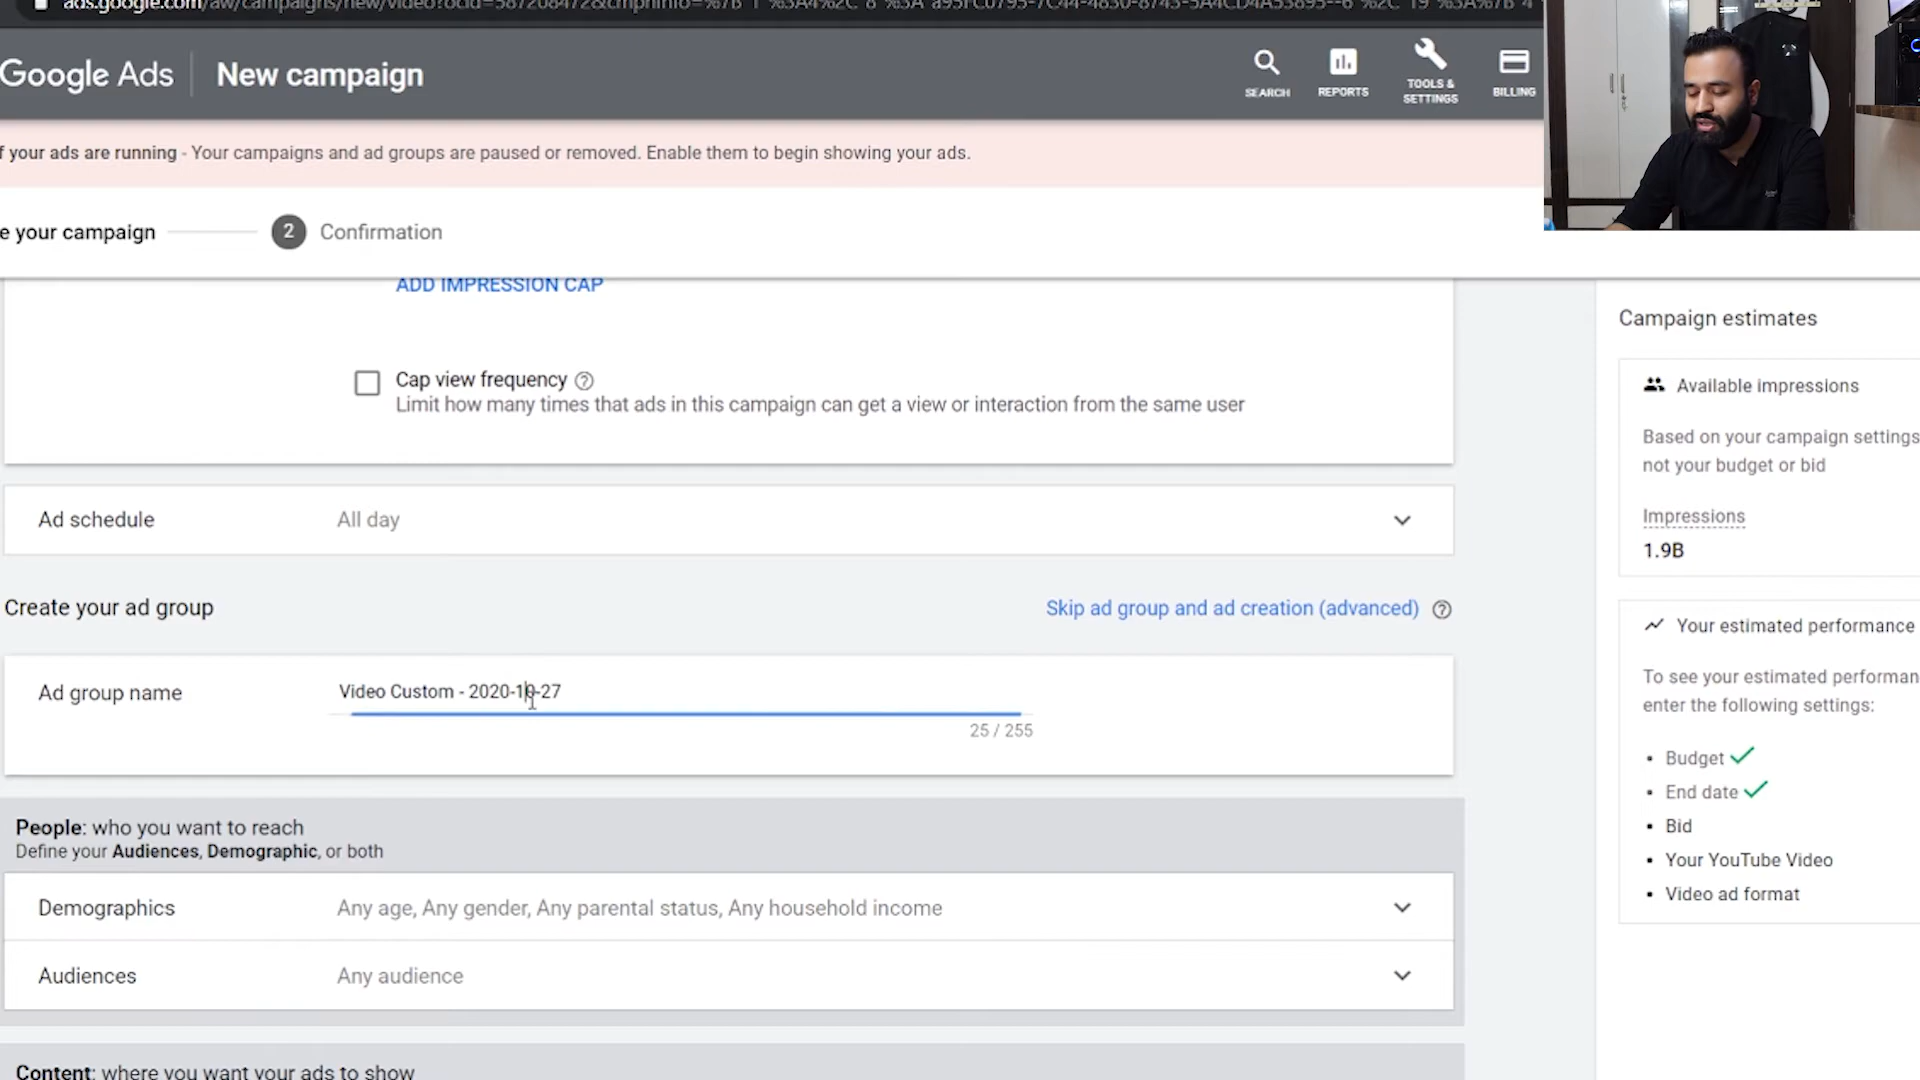 Google Ads New campaign
SEARCH
REPORTS
TOOLS &
SETTINGS
BILLING
f your ads are running - Your campaigns and ad groups are paused or removed. Enable them to begin showing your ads.
e your campaign 2 Confirmation
ADD IMPRESSION CAP
Cap view frequency
Limit how many times that ads in this campaign can get a view or interaction from the same user
Ad schedule All day
Create your ad group Skip ad group and ad creation (advanced)
Ad group name Video Custom - 2020-10-27
25 / 255
People: who you want to reach
Define your Audiences, Demographic, or both
Demographics Any age, Any gender, Any parental status, Any household income
Audiences Any audience
Content: where you want your ads to show
Campaign estimates
Available impressions
Based on your campaign settings
not your budget or bid
Impressions
1.9B
Your estimated performance
To see your estimated performan
enter the following settings:
• Budget
• End date
• Bid
• Your YouTube Video
• Video ad format